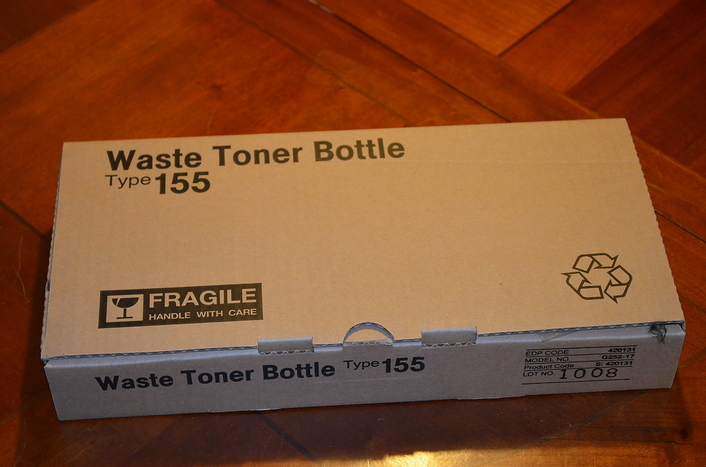 Waste Toner Bottle
Type 155
FRAGILE
HANDLE WITH CARE
Waste Toner Bottle Type 155
EDP CODE 420131
MODEL NO. G252-17
Product Code S: 420131
LOT NO. 1008